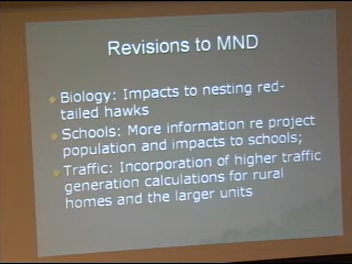 Revisions to MND
Biology: Impacts to nesting red-
tailed hawks
Schools: More information re project
population and impacts to schools;
Traffic: Incorporation of higher traffic
generation calculations for rural
homes and the larger units